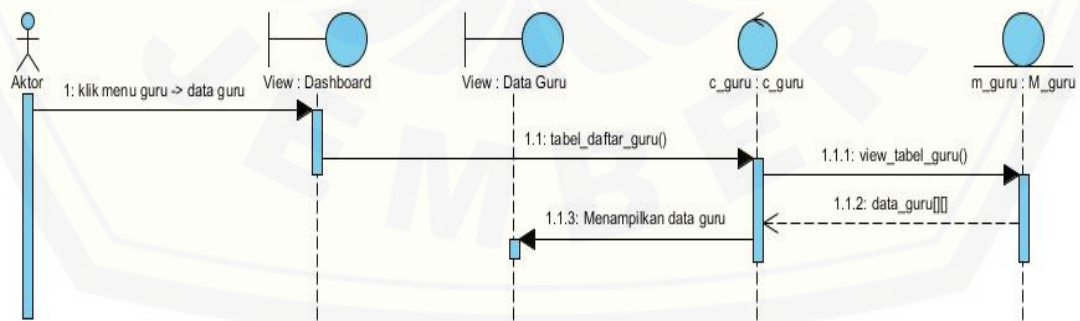 Aktor
View : Dashboard
View : Data Guru
c_guru : c_guru
m_guru : M_guru
1: klik menu guru -> data guru
1.1: tabel_daftar_guru()
1.1.1: view_tabel_guru()
1.1.2: data_guru[][]
1.1.3: Menampilkan data guru
EMBER